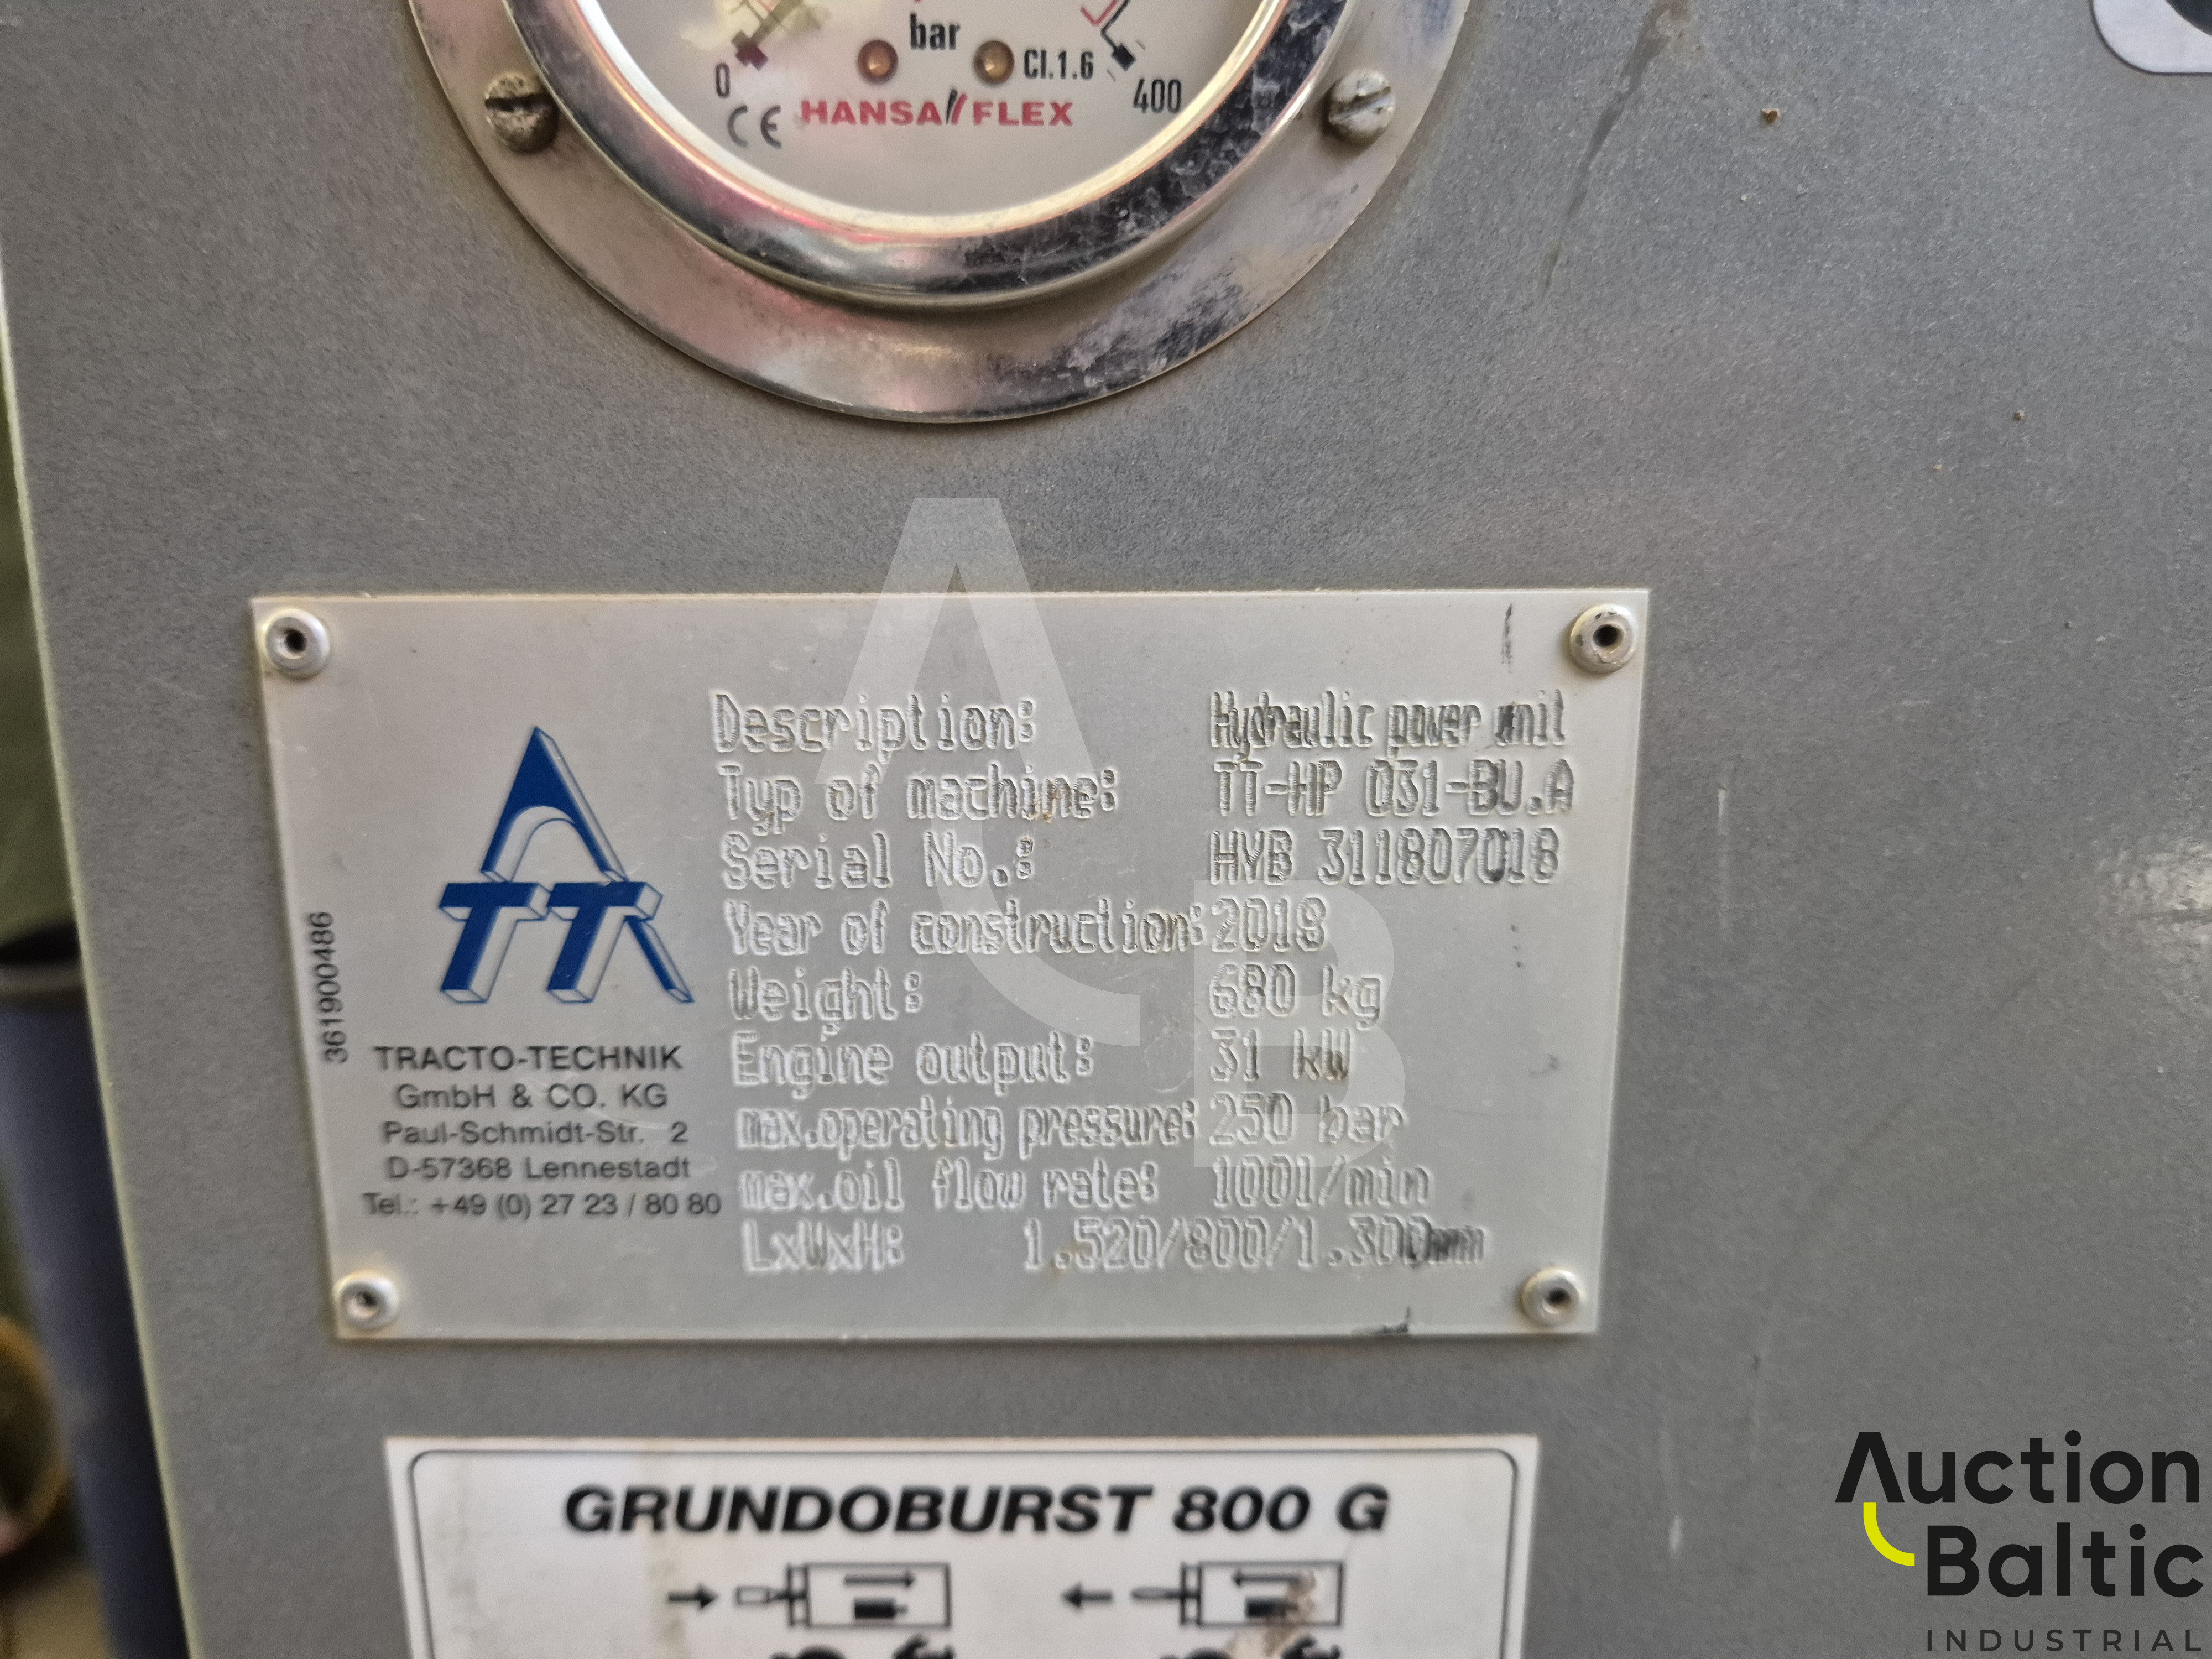 bar
0
Cl.1.6
400
CE HANSA FLEX
Description: Hydraulic power unit
Typ of machine: TT-HP 031-BU.A
Serial No.: HVB 311807018
Year of construction: 2018
Weight: 680 kg
Engine output: 31 kW
max.operating pressure: 250 bar
max.oil flow rate: 100l/min
LxWxH: 1.520/800/1.300mm
361900486
TT
TRACTO-TECHNIK
GmbH & CO. KG
Paul-Schmidt-Str. 2
D-57368 Lennestadt
Tel.: +49 (0) 27 23 / 80 80
GRUNDOBURST 800 G
AB
Auction
Baltic
INDUSTRIAL